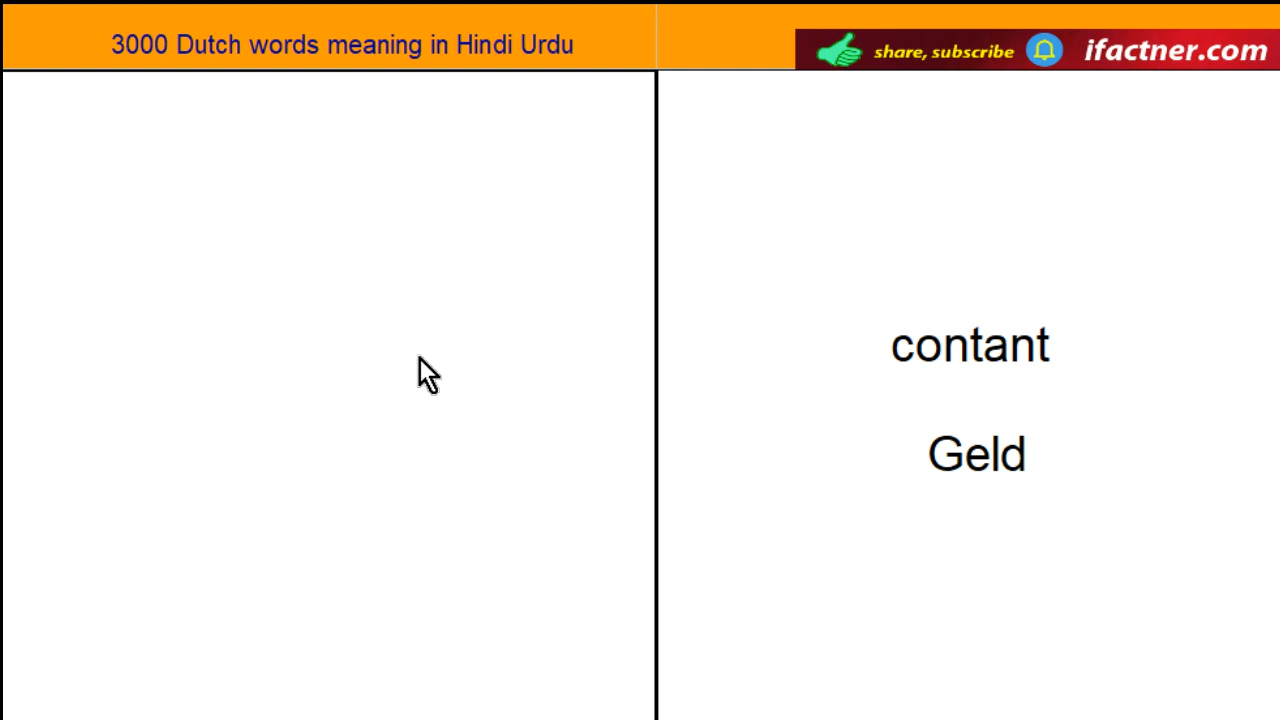 3000 Dutch words meaning in Hindi Urdu
share, subscribe ifactner.com
contant
Geld